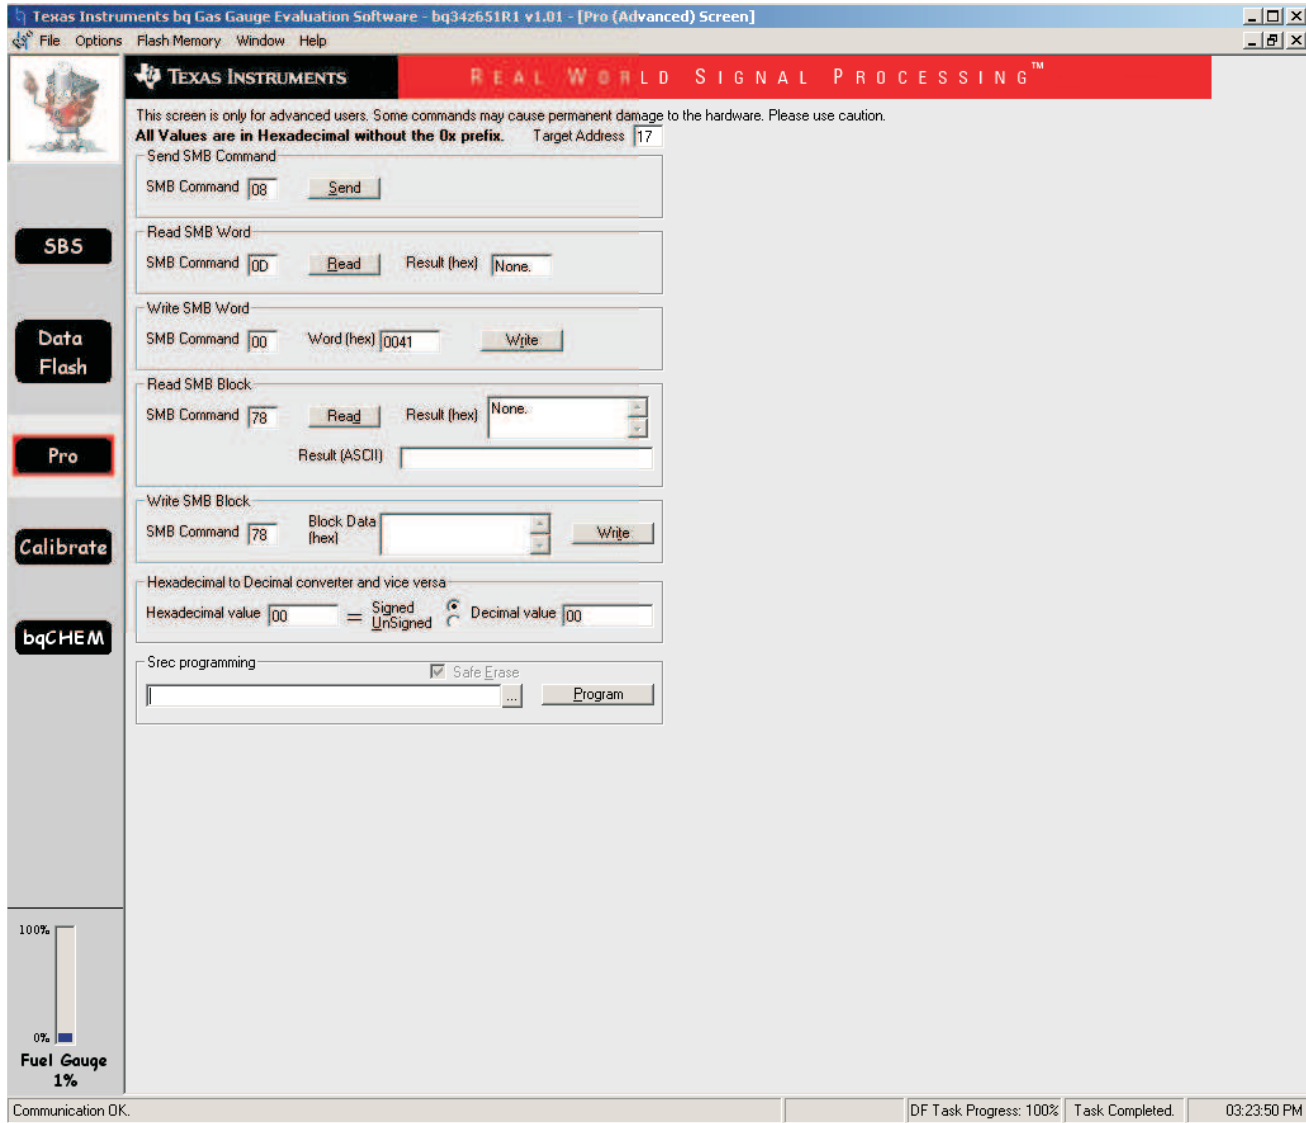 Texas Instruments bq Gas Gauge Evaluation Software - bq34z651R1 v1.01 - [Pro (Advanced) Screen]
File Options Flash Memory Window Help
TEXAS INSTRUMENTS REAL WORLD SIGNAL PROCESSING™
This screen is only for advanced users. Some commands may cause permanent damage to the hardware. Please use caution.
All Values are in Hexadecimal without the 0x prefix. Target Address 17
Send SMB Command
SMB Command 08 Send
Read SMB Word
SMB Command 0D Read Result (hex) None.
Write SMB Word
SMB Command 00 Word (hex) 0041 Write
Read SMB Block
SMB Command 78 Read Result (hex) None.
Result (ASCII)
Write SMB Block
SMB Command 78 Block Data (hex) Write
Hexadecimal to Decimal converter and vice versa
Hexadecimal value 00 = Signed UnSigned Decimal value 00
Srec programming Safe Erase
... Program
SBS
Data
Flash
Pro
Calibrate
bqCHEM
100%
0%
Fuel Gauge
1%
Communication OK. DF Task Progress: 100% Task Completed. 03:23:50 PM